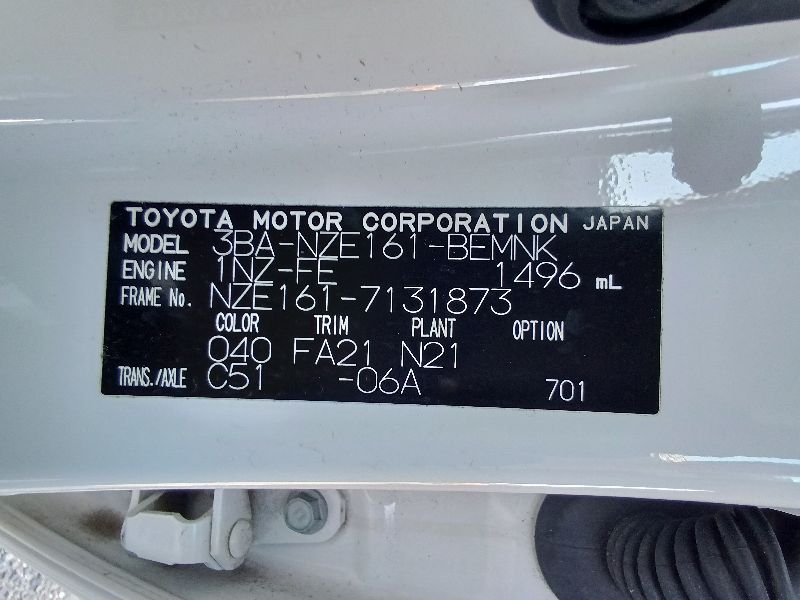 TOYOTA MOTOR CORPORATION JAPAN
MODEL 3BA-NZE161-BEMNK
ENGINE 1NZ-FE 1496 mL
FRAME No. NZE161-7131873
COLOR TRIM PLANT OPTION
040 FA21 N21
TRANS./AXLE C51 -06A 701